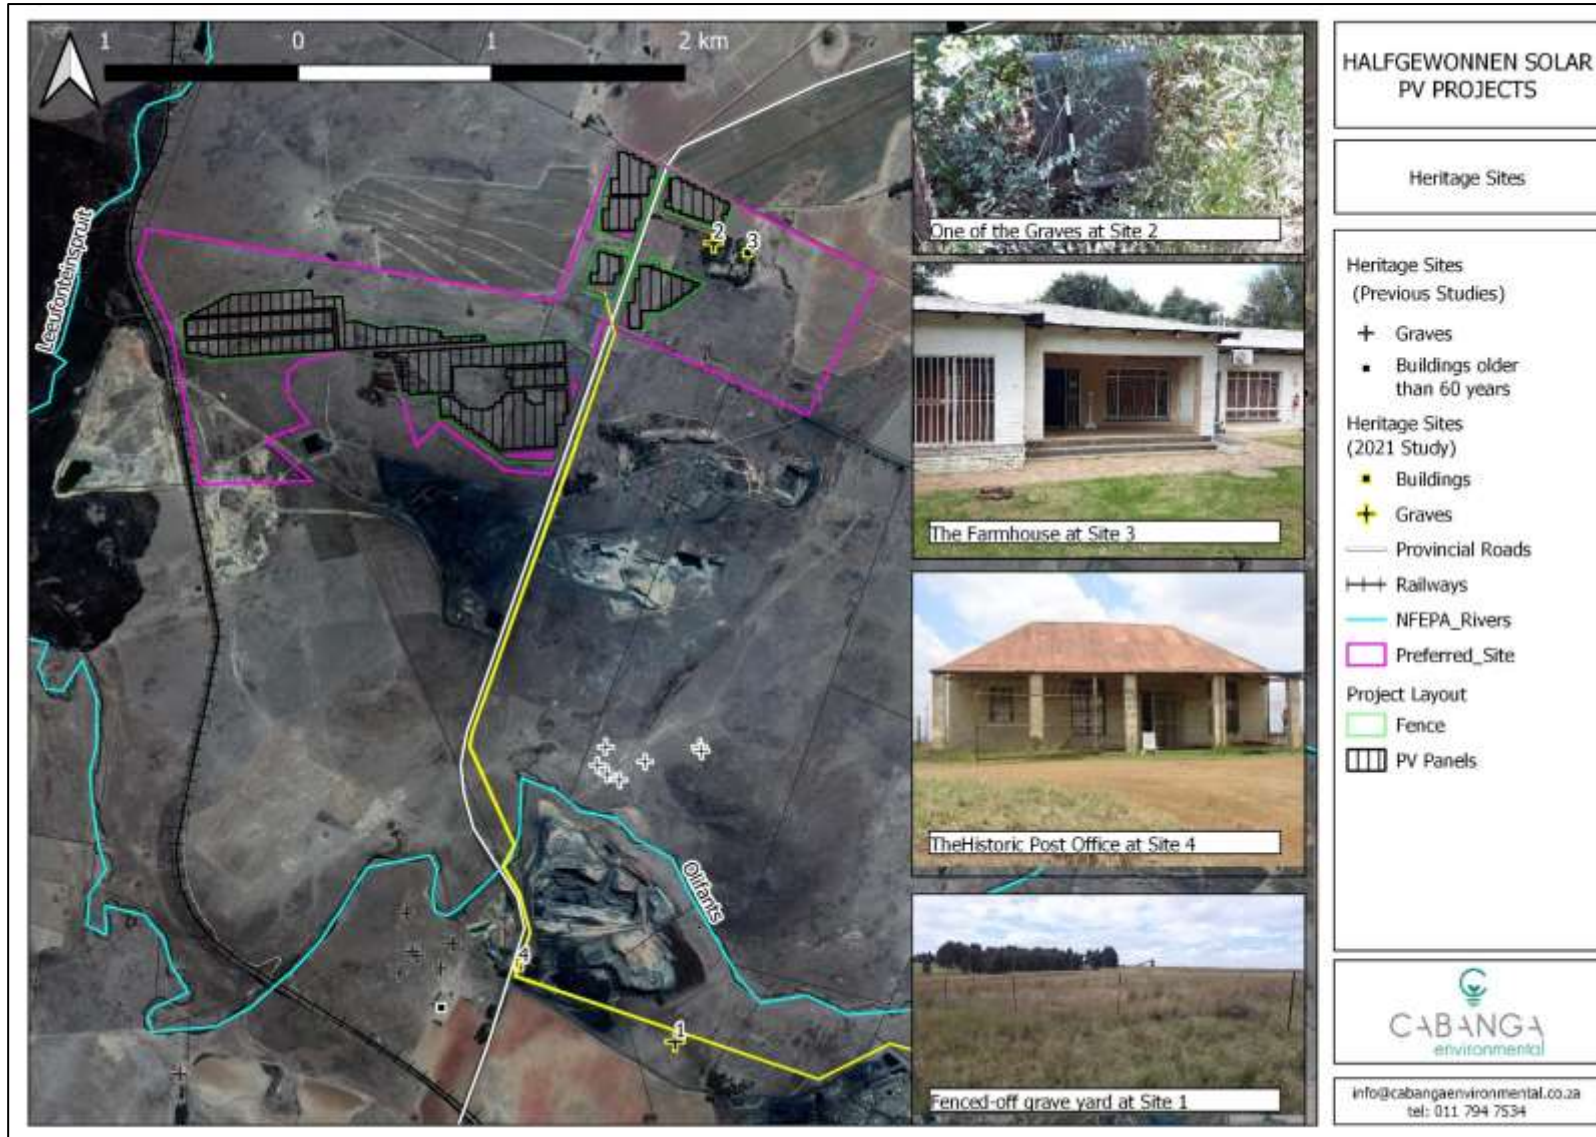 1 0 1 2 km
Leeufonteinspruit
2
3
4
1
Olifants
One of the Graves at Site 2
The Farmhouse at Site 3
TheHistoric Post Office at Site 4
Fenced-off grave yard at Site 1
HALFGEWONNEN SOLAR
PV PROJECTS
Heritage Sites
Heritage Sites
(Previous Studies)
Graves
Buildings older
than 60 years
Heritage Sites
(2021 Study)
Buildings
Graves
Provincial Roads
Railways
NFEPA_Rivers
Preferred_Site
Project Layout
Fence
PV Panels
CABANGA
environmental
info@cabangaenvironmental.co.za
tel: 011 794 7534